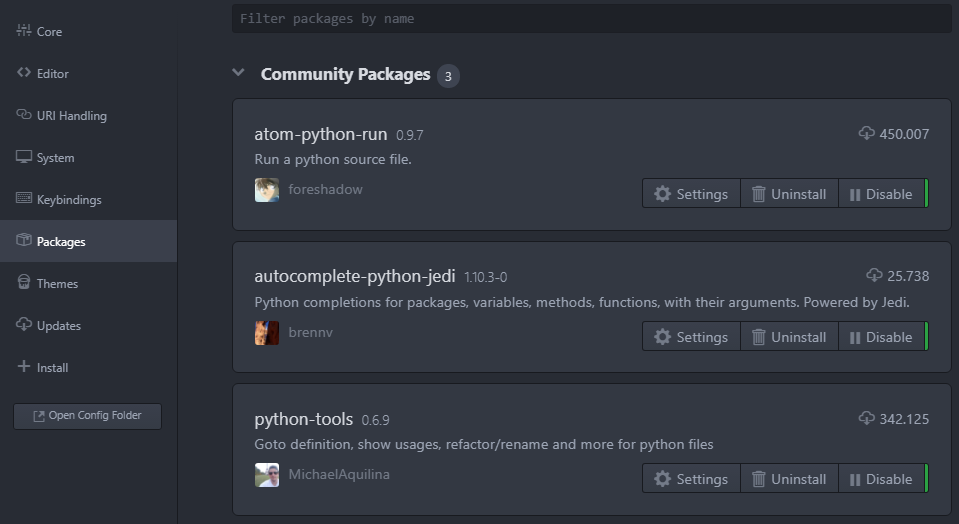 Core
Editor
URI Handling
System
Keybindings
Packages
Themes
Updates
Install
Open Config Folder
Filter packages by name
Community Packages 3
atom-python-run 0.9.7 450.007
Run a python source file.
foreshadow Settings Uninstall Disable
autocomplete-python-jedi 1.10.3-0 25.738
Python completions for packages, variables, methods, functions, with their arguments. Powered by Jedi.
brennv Settings Uninstall Disable
python-tools 0.6.9 342.125
Goto definition, show usages, refactor/rename and more for python files
MichaelAquilina Settings Uninstall Disable